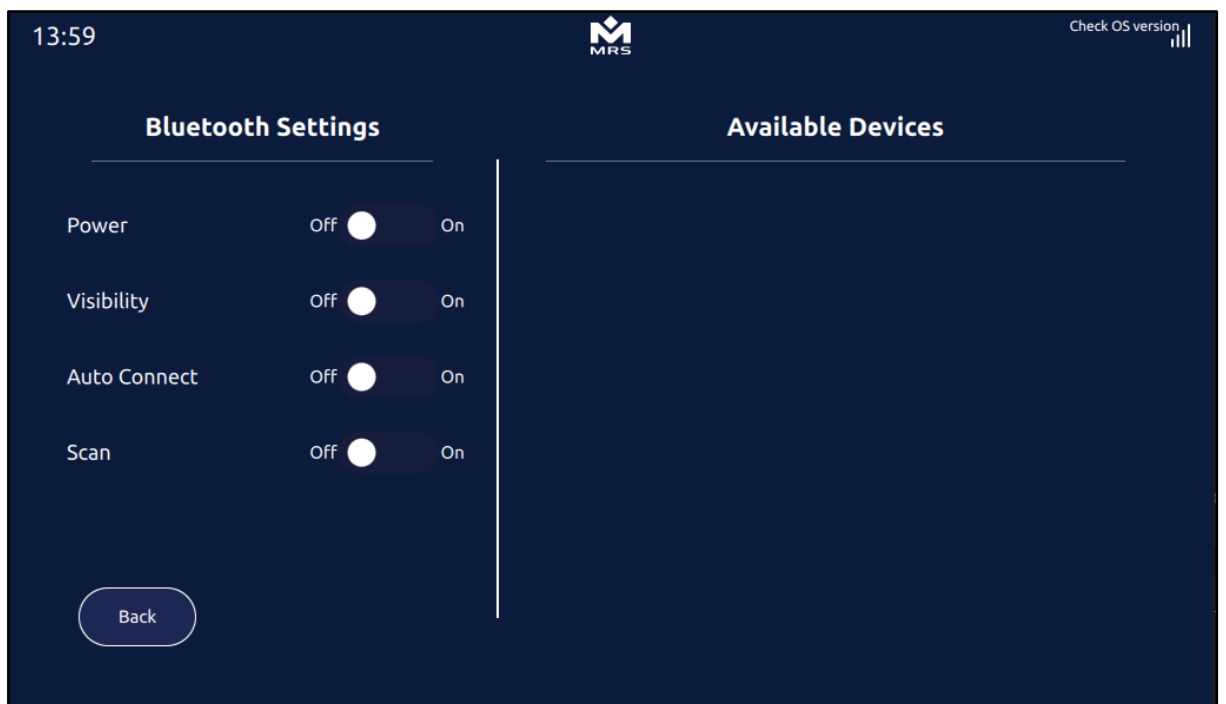 13:59
MRS
Check OS version
Bluetooth Settings
Available Devices
Power Off On
Visibility Off On
Auto Connect Off On
Scan Off On
Back